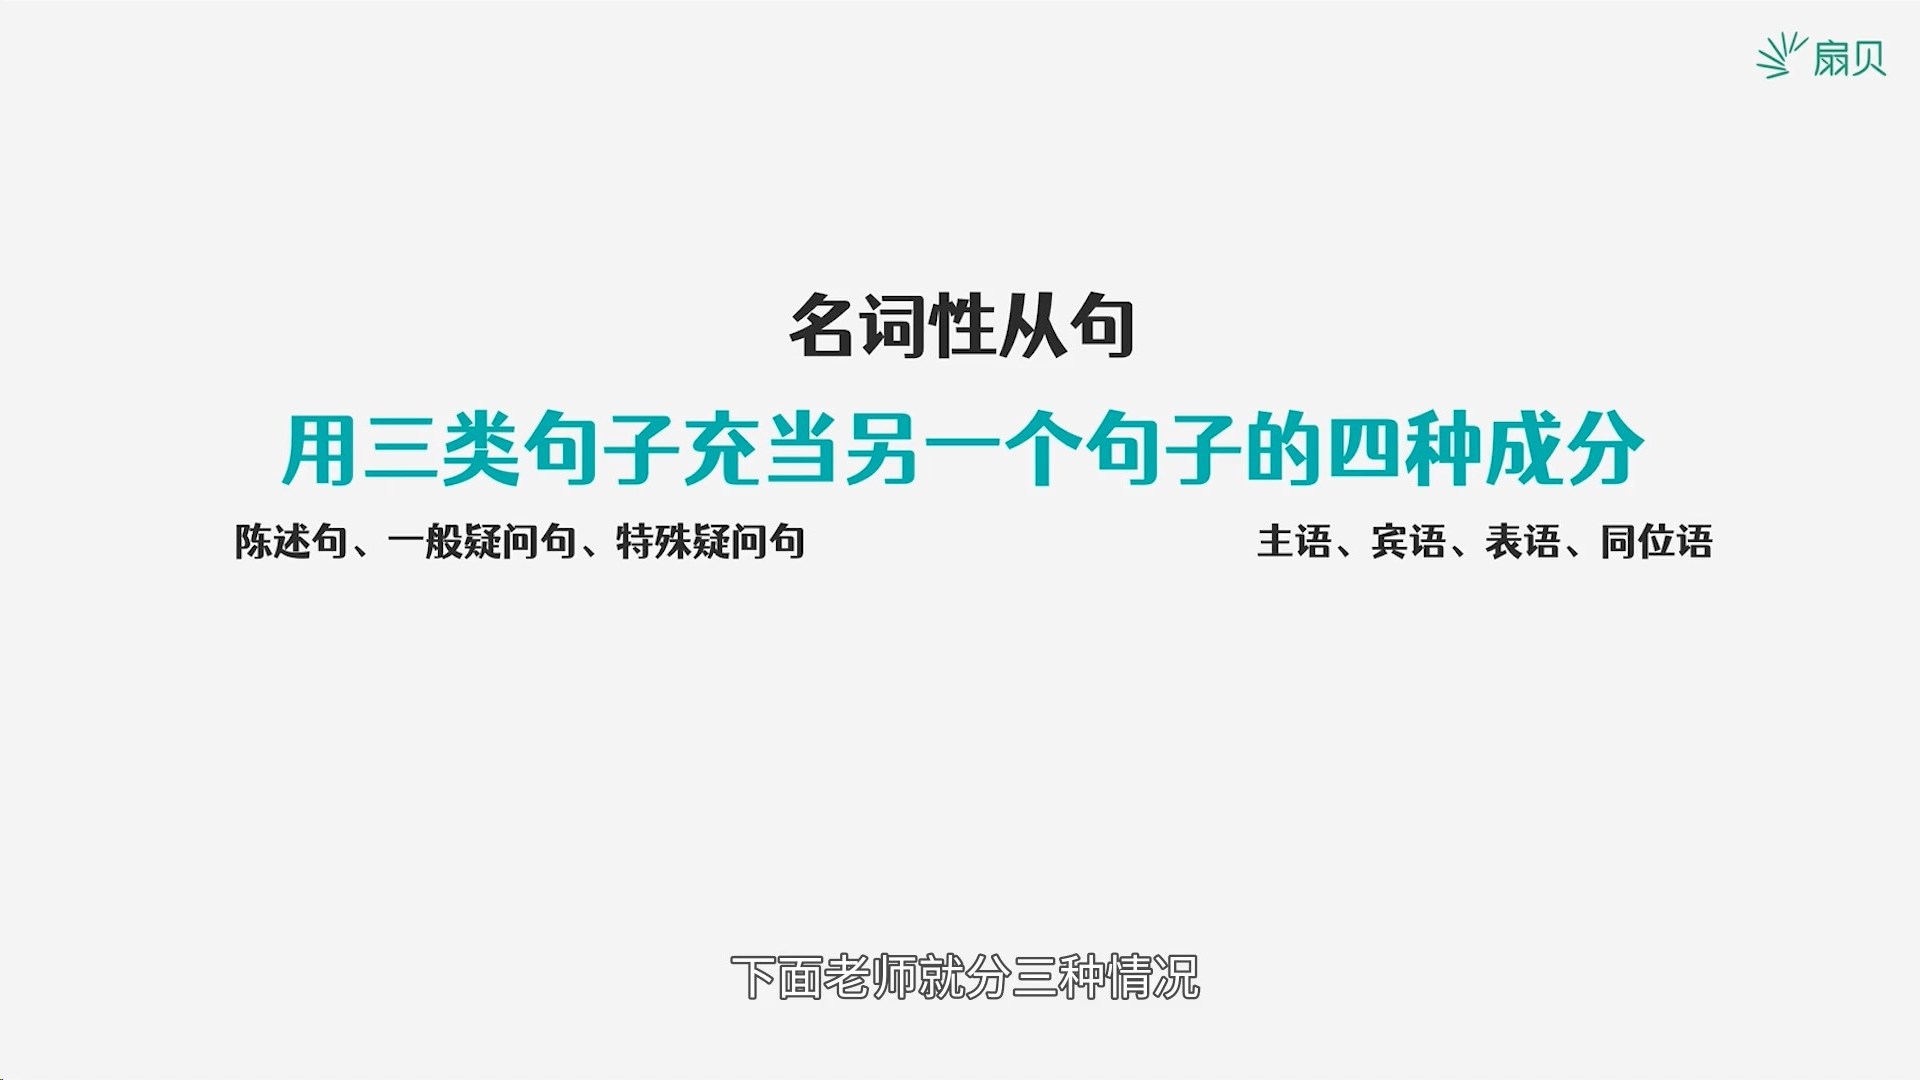 扇贝
名词性从句
用三类句子充当另一个句子的四种成分
陈述句、一般疑问句、特殊疑问句
主语、宾语、表语、同位语
下面老师就分三种情况